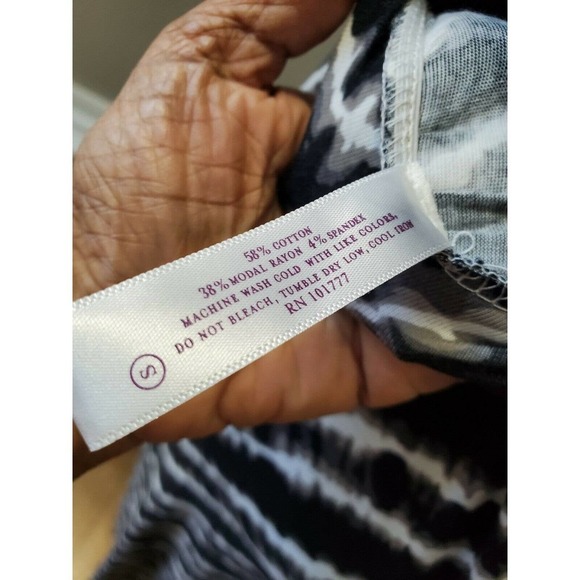 58% COTTON
38% MODAL RAYON 4% SPANDEX
MACHINE WASH COLD WITH LIKE COLORS,
DO NOT BLEACH, TUMBLE DRY LOW, COOL IRON
RN 101777
S